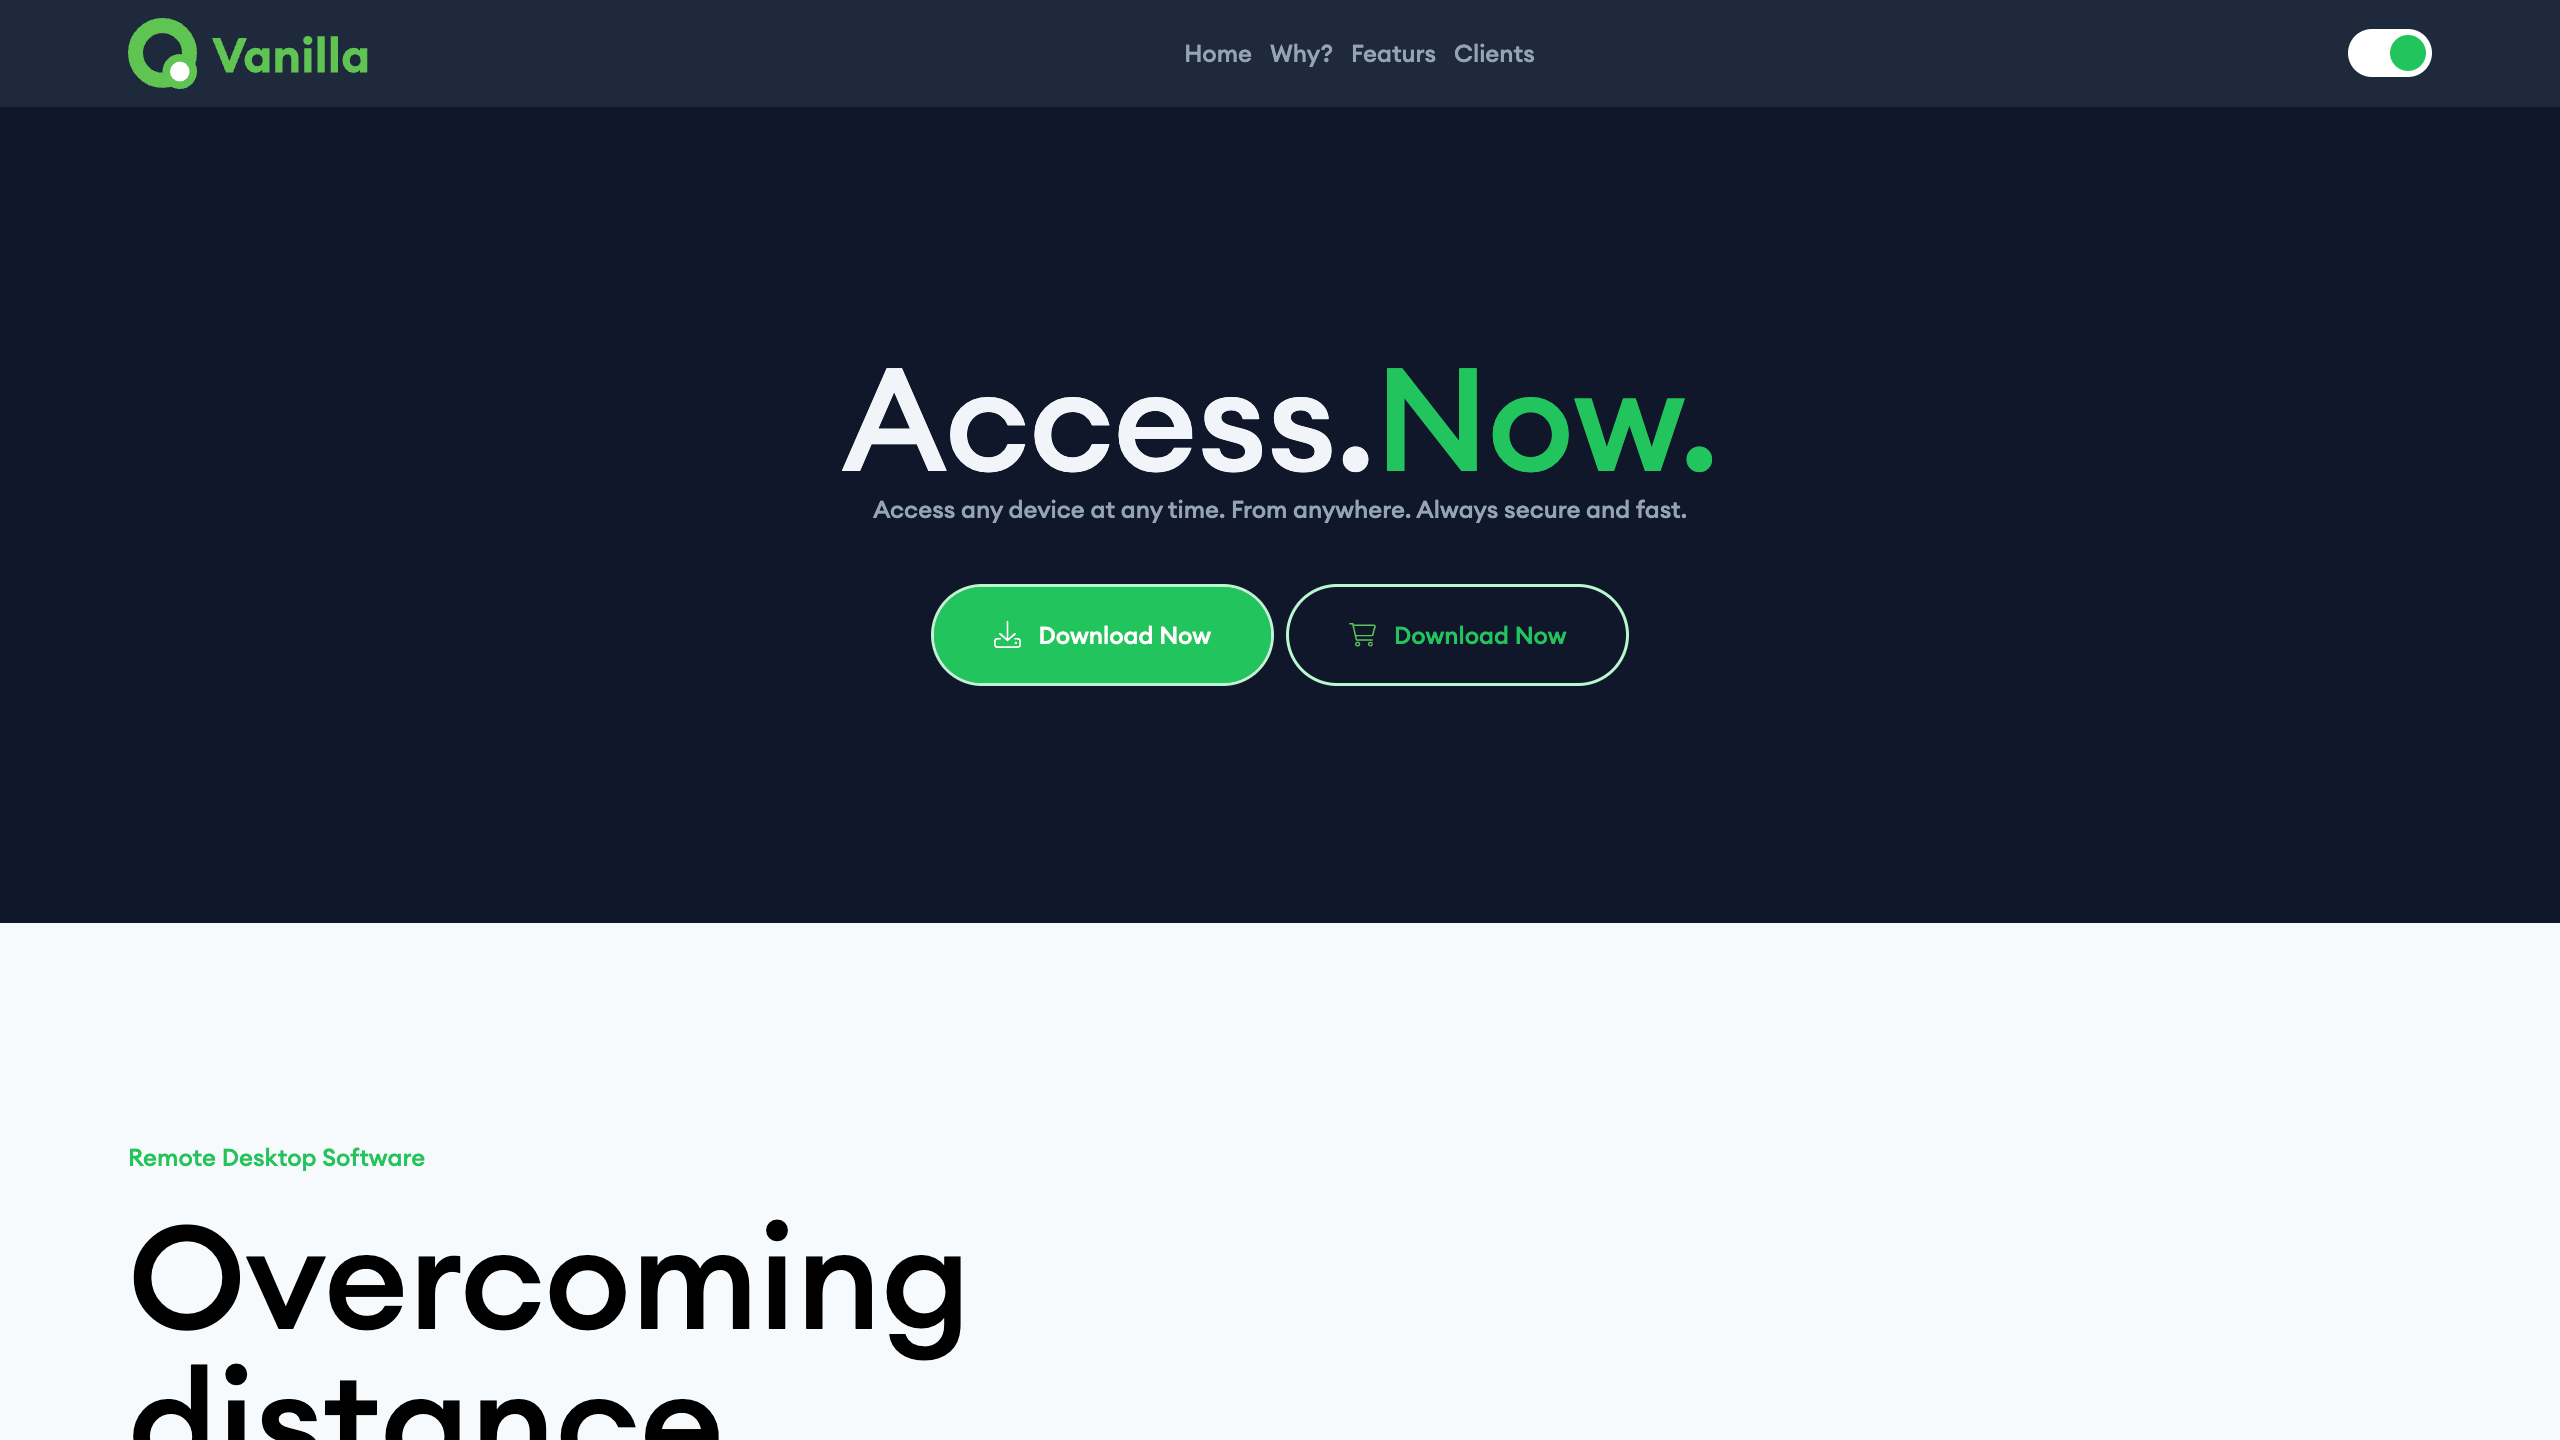 Vanilla
Home Why? Featurs Clients
Access.Now.
Access any device at any time. From anywhere. Always secure and fast.
Download Now
Download Now
Remote Desktop Software
Overcoming
distance